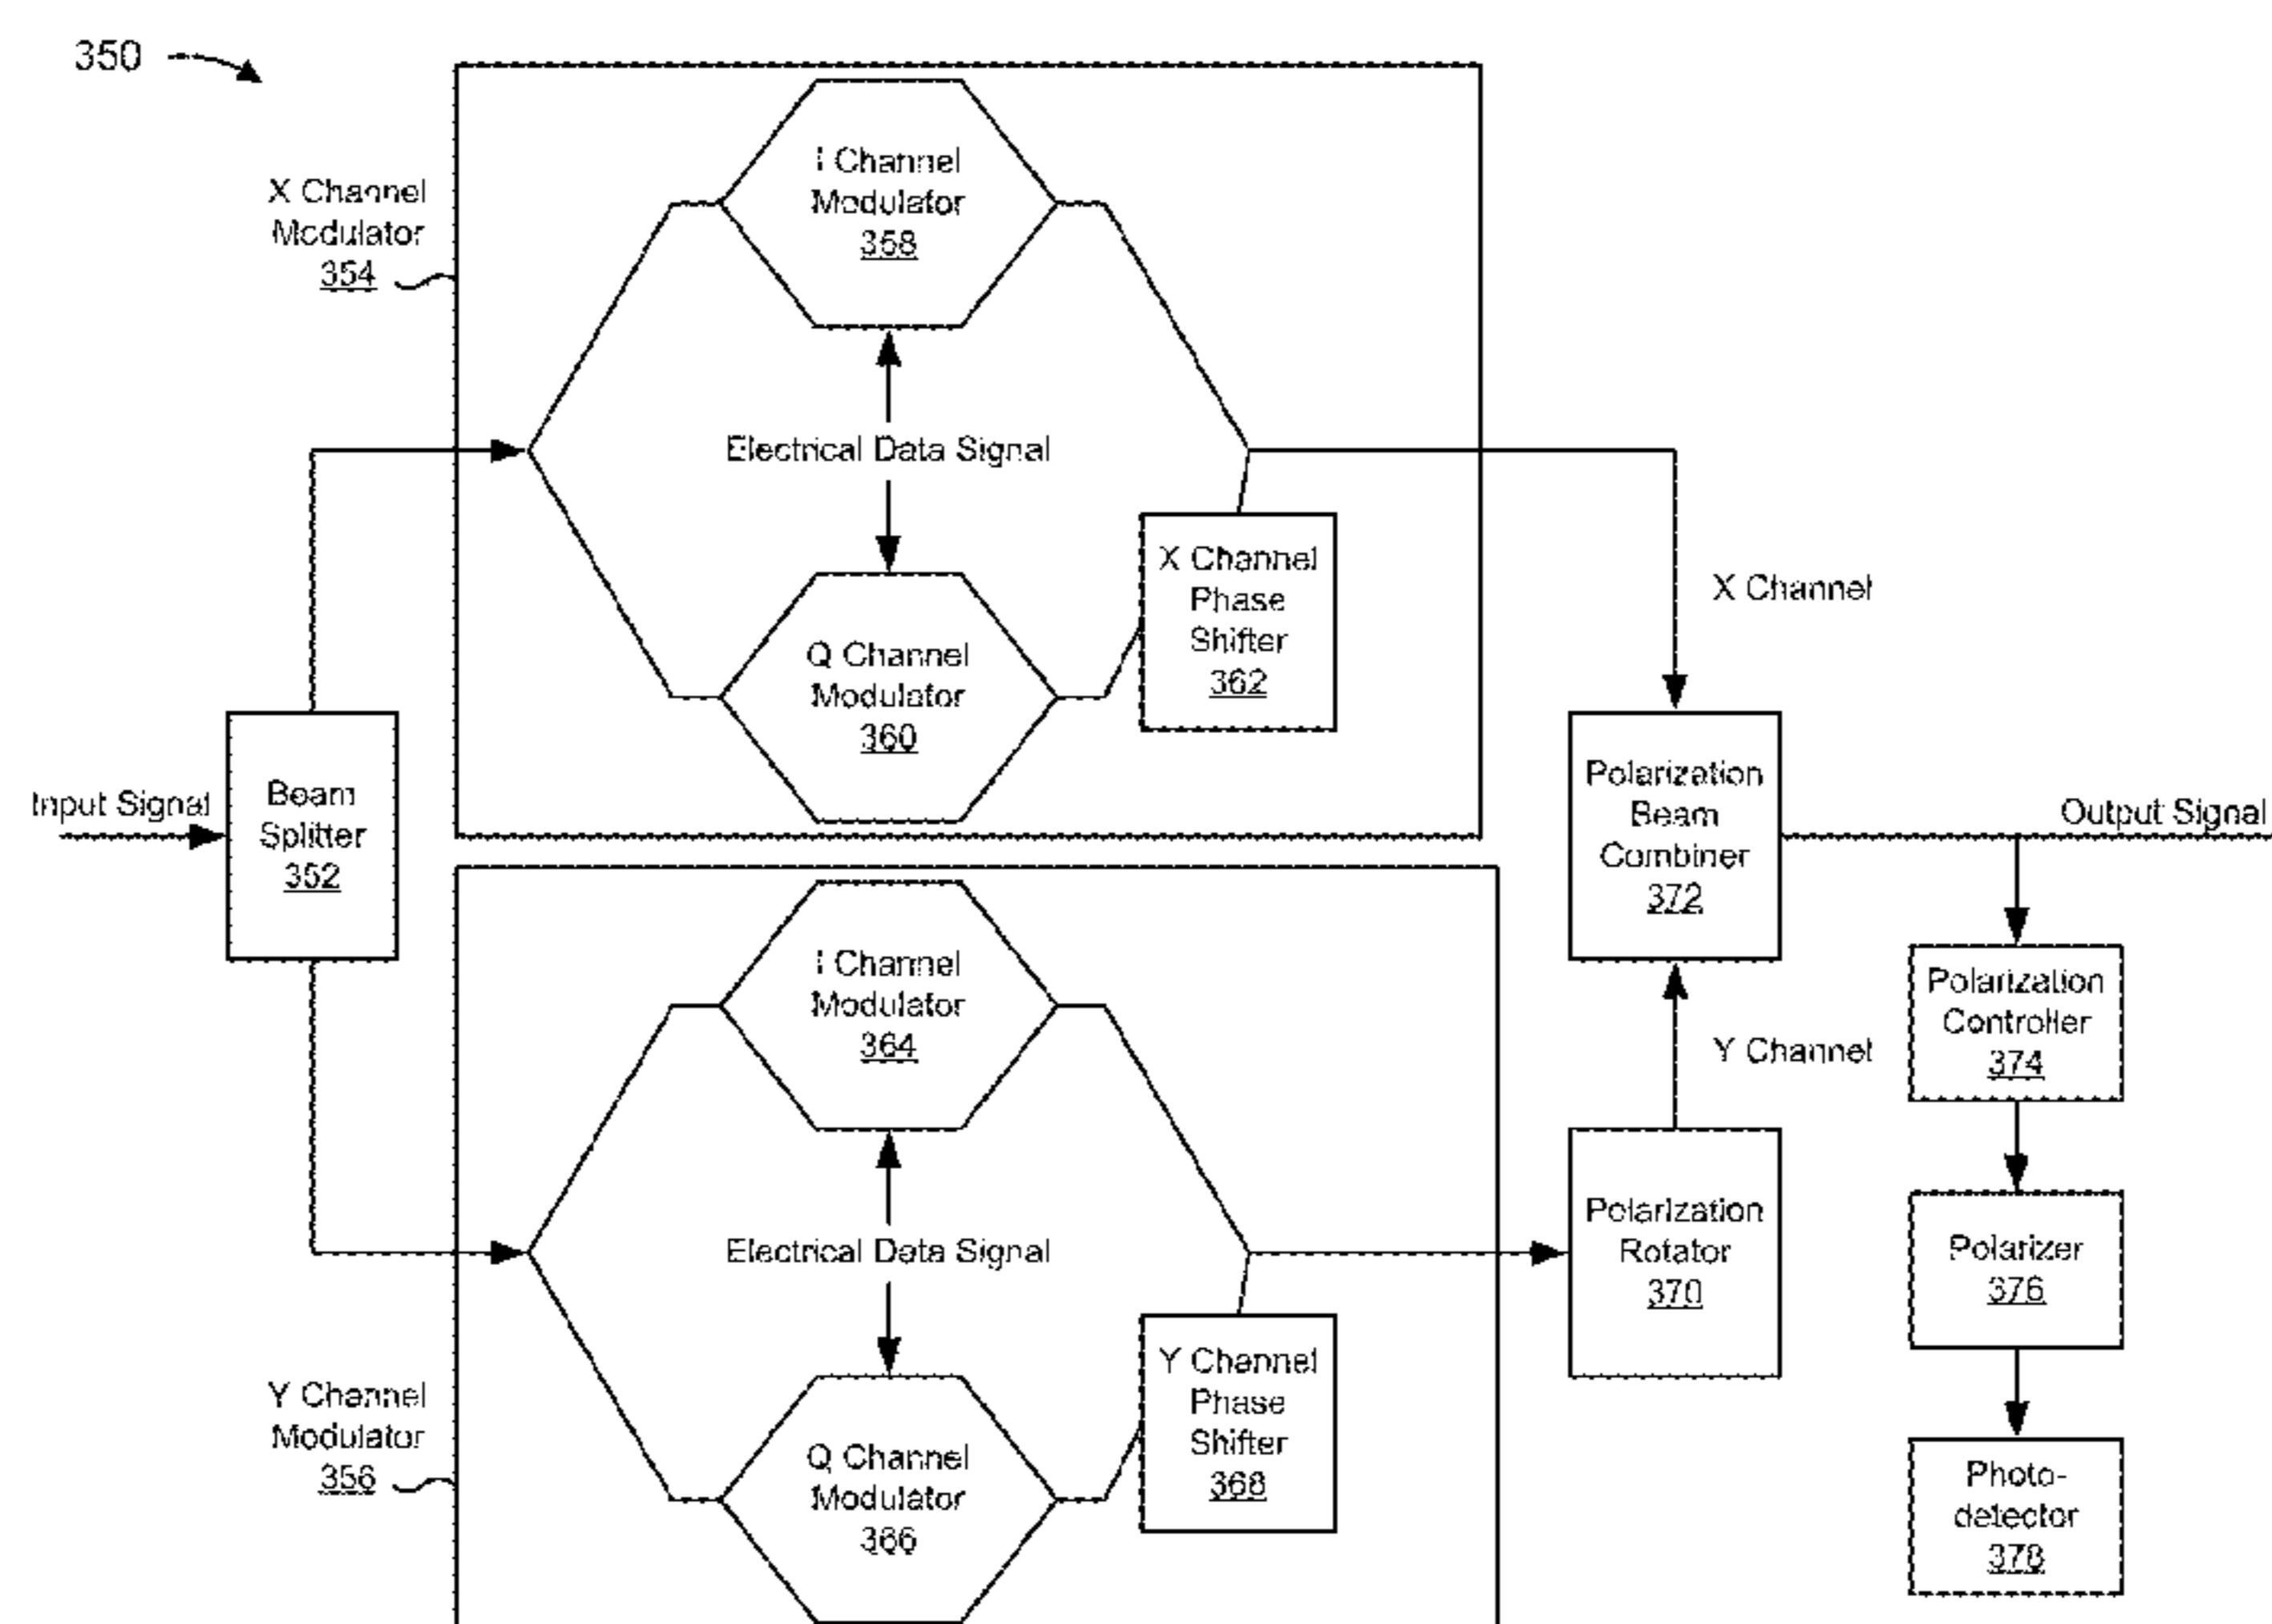 350
X Channel
Modulator
354
I Channel
Modulator
358
Electrical Data Signal
Q Channel
Modulator
360
X Channel
Phase
Shifter
362
X Channel
Input Signal
Beam
Splitter
352
Polarization
Beam
Combiner
372
Output Signal
Y Channel
Modulator
356
I Channel
Modulator
364
Electrical Data Signal
Q Channel
Modulator
366
Y Channel
Phase
Shifter
368
Polarization
Rotator
370
Y Channel
Polarization
Controller
374
Polarizer
376
Photo-
detector
378